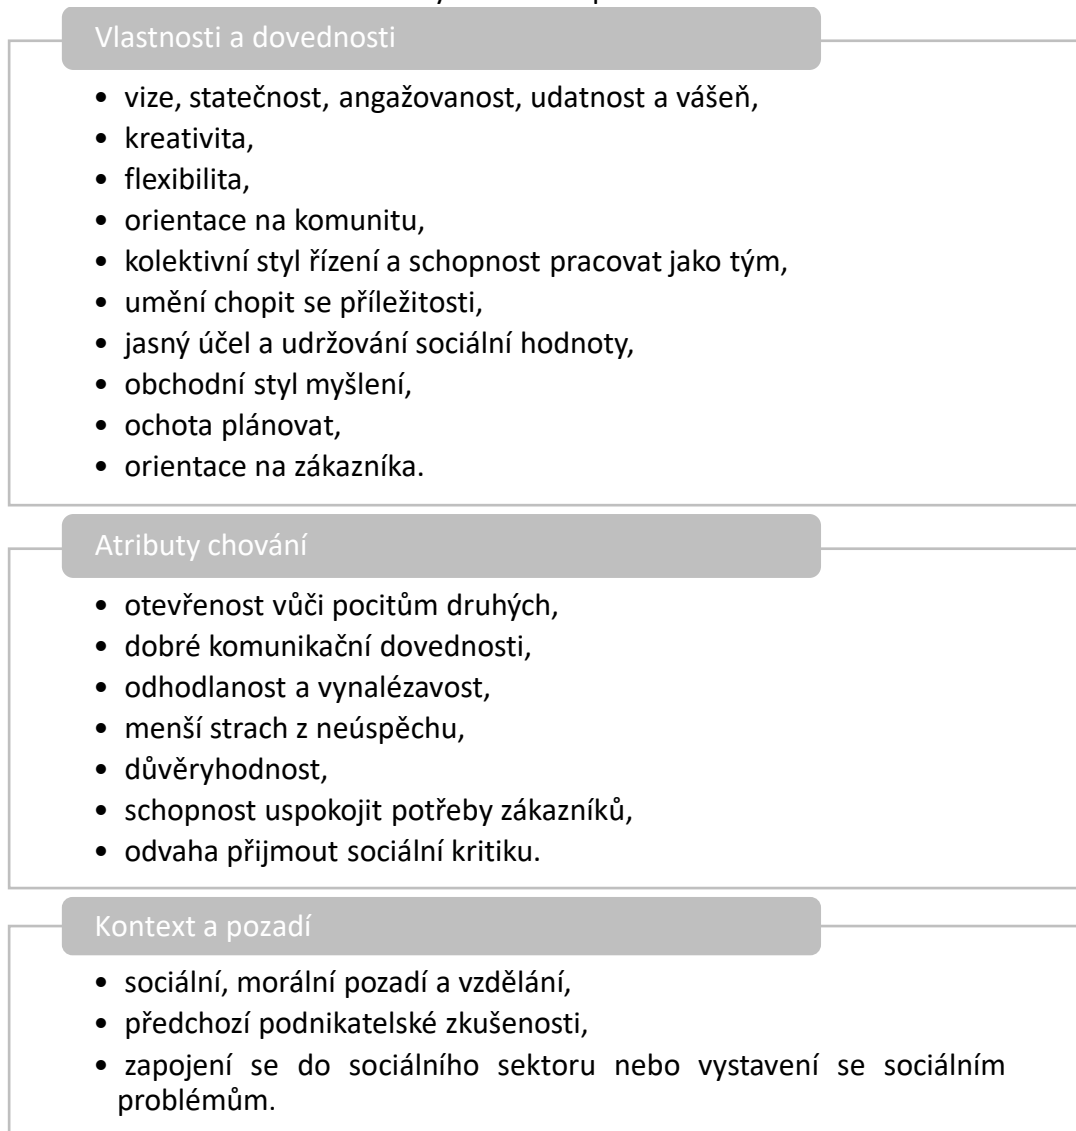 Vlastnosti a dovednosti
• vize, statečnost, angažovanost, udatnost a vášeň,
• kreativita,
• flexibilita,
• orientace na komunitu,
• kolektivní styl řízení a schopnost pracovat jako tým,
• umění chopit se příležitosti,
• jasný účel a udržování sociální hodnoty,
• obchodní styl myšlení,
• ochota plánovat,
• orientace na zákazníka.
Atributy chování
• otevřenost vůči pocitům druhých,
• dobré komunikační dovednosti,
• odhodlanost a vynalézavost,
• menší strach z neúspěchu,
• důvěryhodnost,
• schopnost uspokojit potřeby zákazníků,
• odvaha přijmout sociální kritiku.
Kontext a pozadí
• sociální, morální pozadí a vzdělání,
• předchozí podnikatelské zkušenosti,
• zapojení se do sociálního sektoru nebo vystavení se sociálním
problémům.